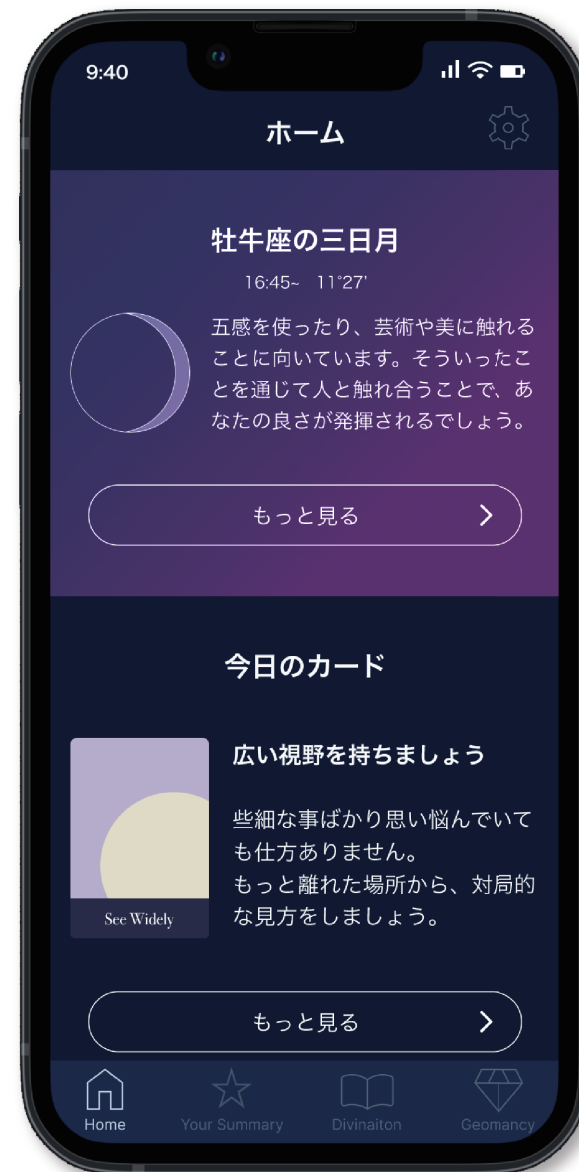 9:40
ホーム
牡牛座の三日月
16:45~ 11°27'
五感を使ったり、芸術や美に触れる
ことに向いています。そういったこ
とを通じて人と触れ合うことで、あ
なたの良さが発揮されるでしょう。
もっと見る
今日のカード
広い視野を持ちましょう
些細な事ばかり思い悩んでいて
も仕方ありません。
もっと離れた場所から、対局的
な見方をしましょう。
See Widely
もっと見る
Home Your Summary Divinaiton Geomancy